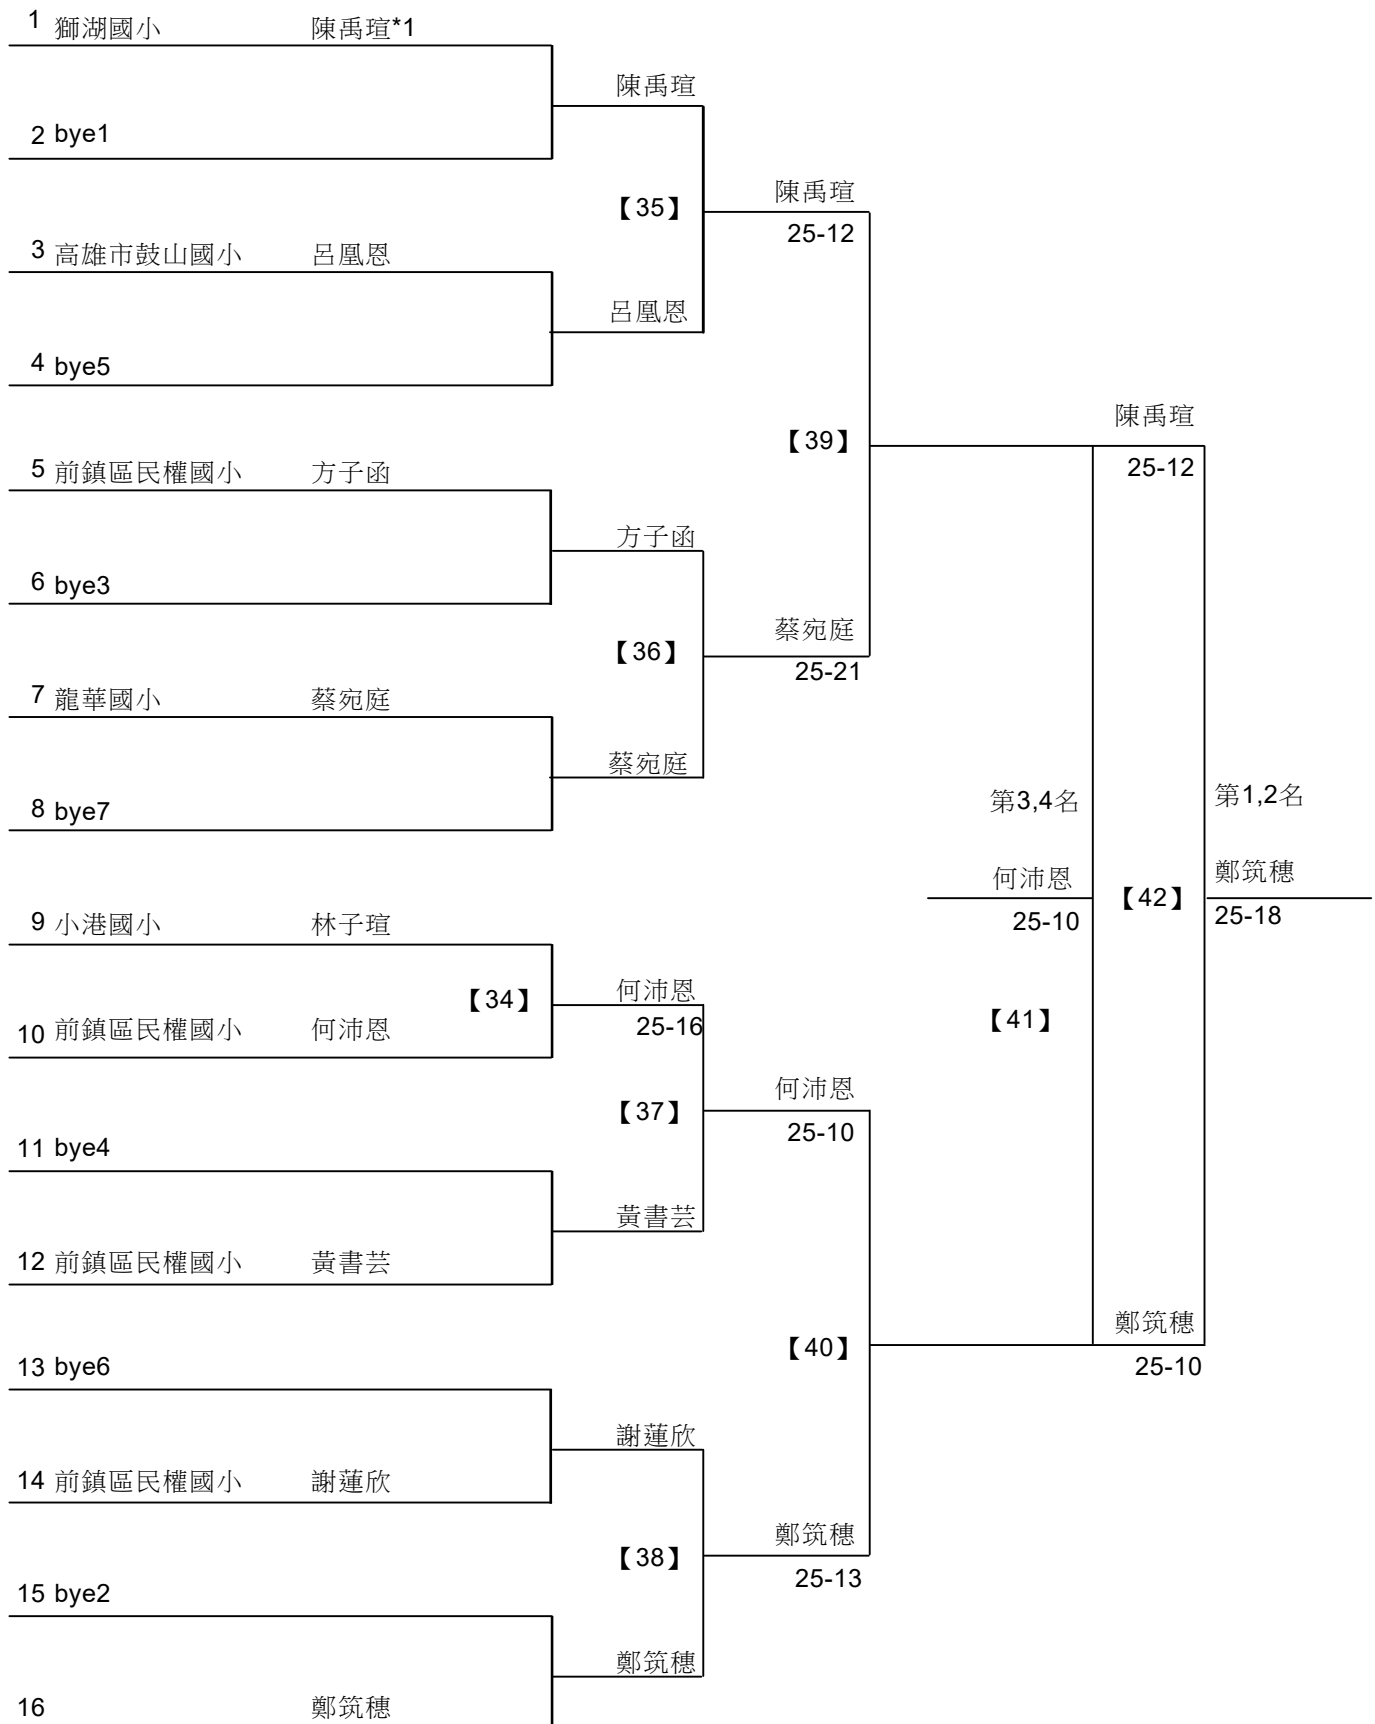 1 獅湖國小 陳禹瑄*1
陳禹瑄
2 bye1
陳禹瑄
【35】
25-12
3 高雄市鼓山國小 呂凰恩
呂凰恩
4 bye5
陳禹瑄
【39】
5 前鎮區民權國小 方子函
25-12
方子函
6 bye3
蔡宛庭
【36】
25-21
7 龍華國小 蔡宛庭
蔡宛庭
8 bye7
第3,4名
第1,2名
何沛恩
鄭筑穗
【42】
9 小港國小 林子瑄
25-10
25-18
【34】
何沛恩
10 前鎮區民權國小 何沛恩
25-16
【41】
何沛恩
【37】
25-10
11 bye4
黃書芸
12 前鎮區民權國小 黃書芸
鄭筑穗
【40】
13 bye6
25-10
謝蓮欣
14 前鎮區民權國小 謝蓮欣
鄭筑穗
【38】
25-13
15 bye2
鄭筑穗
16 鄭筑穗